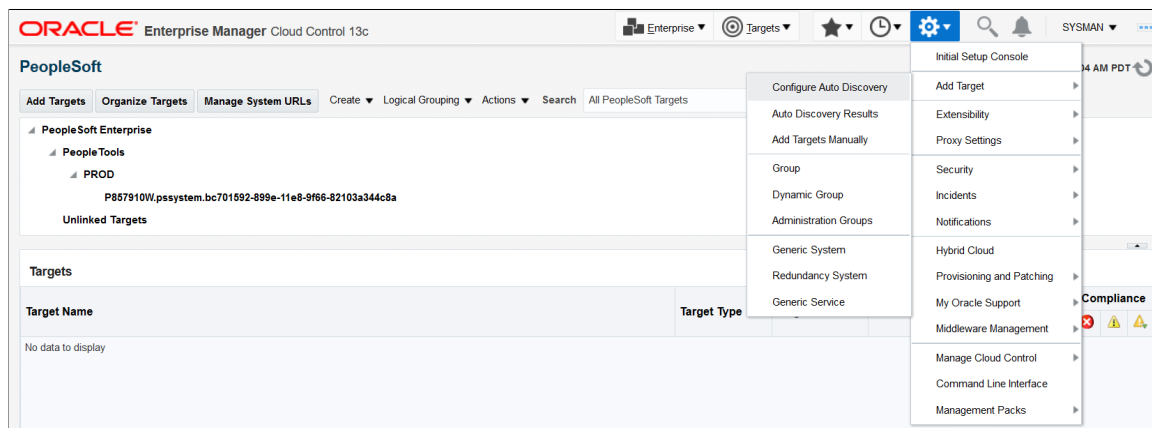 ORACLE Enterprise Manager Cloud Control 13c
Enterprise
Targets
SYSMAN
PeopleSoft
04 AM PDT
Add Targets Organize Targets Manage System URLs Create Logical Grouping Actions Search All PeopleSoft Targets
PeopleSoft Enterprise
PeopleTools
PROD
P857910W.pssystem.bc701592-899e-11e8-9f66-82103a344c8a
Unlinked Targets
Configure Auto Discovery
Auto Discovery Results
Add Targets Manually
Group
Dynamic Group
Administration Groups
Generic System
Redundancy System
Generic Service
Initial Setup Console
Add Target
Extensibility
Proxy Settings
Security
Incidents
Notifications
Hybrid Cloud
Provisioning and Patching
My Oracle Support
Middleware Management
Manage Cloud Control
Command Line Interface
Management Packs
Targets
Target Name
Target Type
Compliance
No data to display